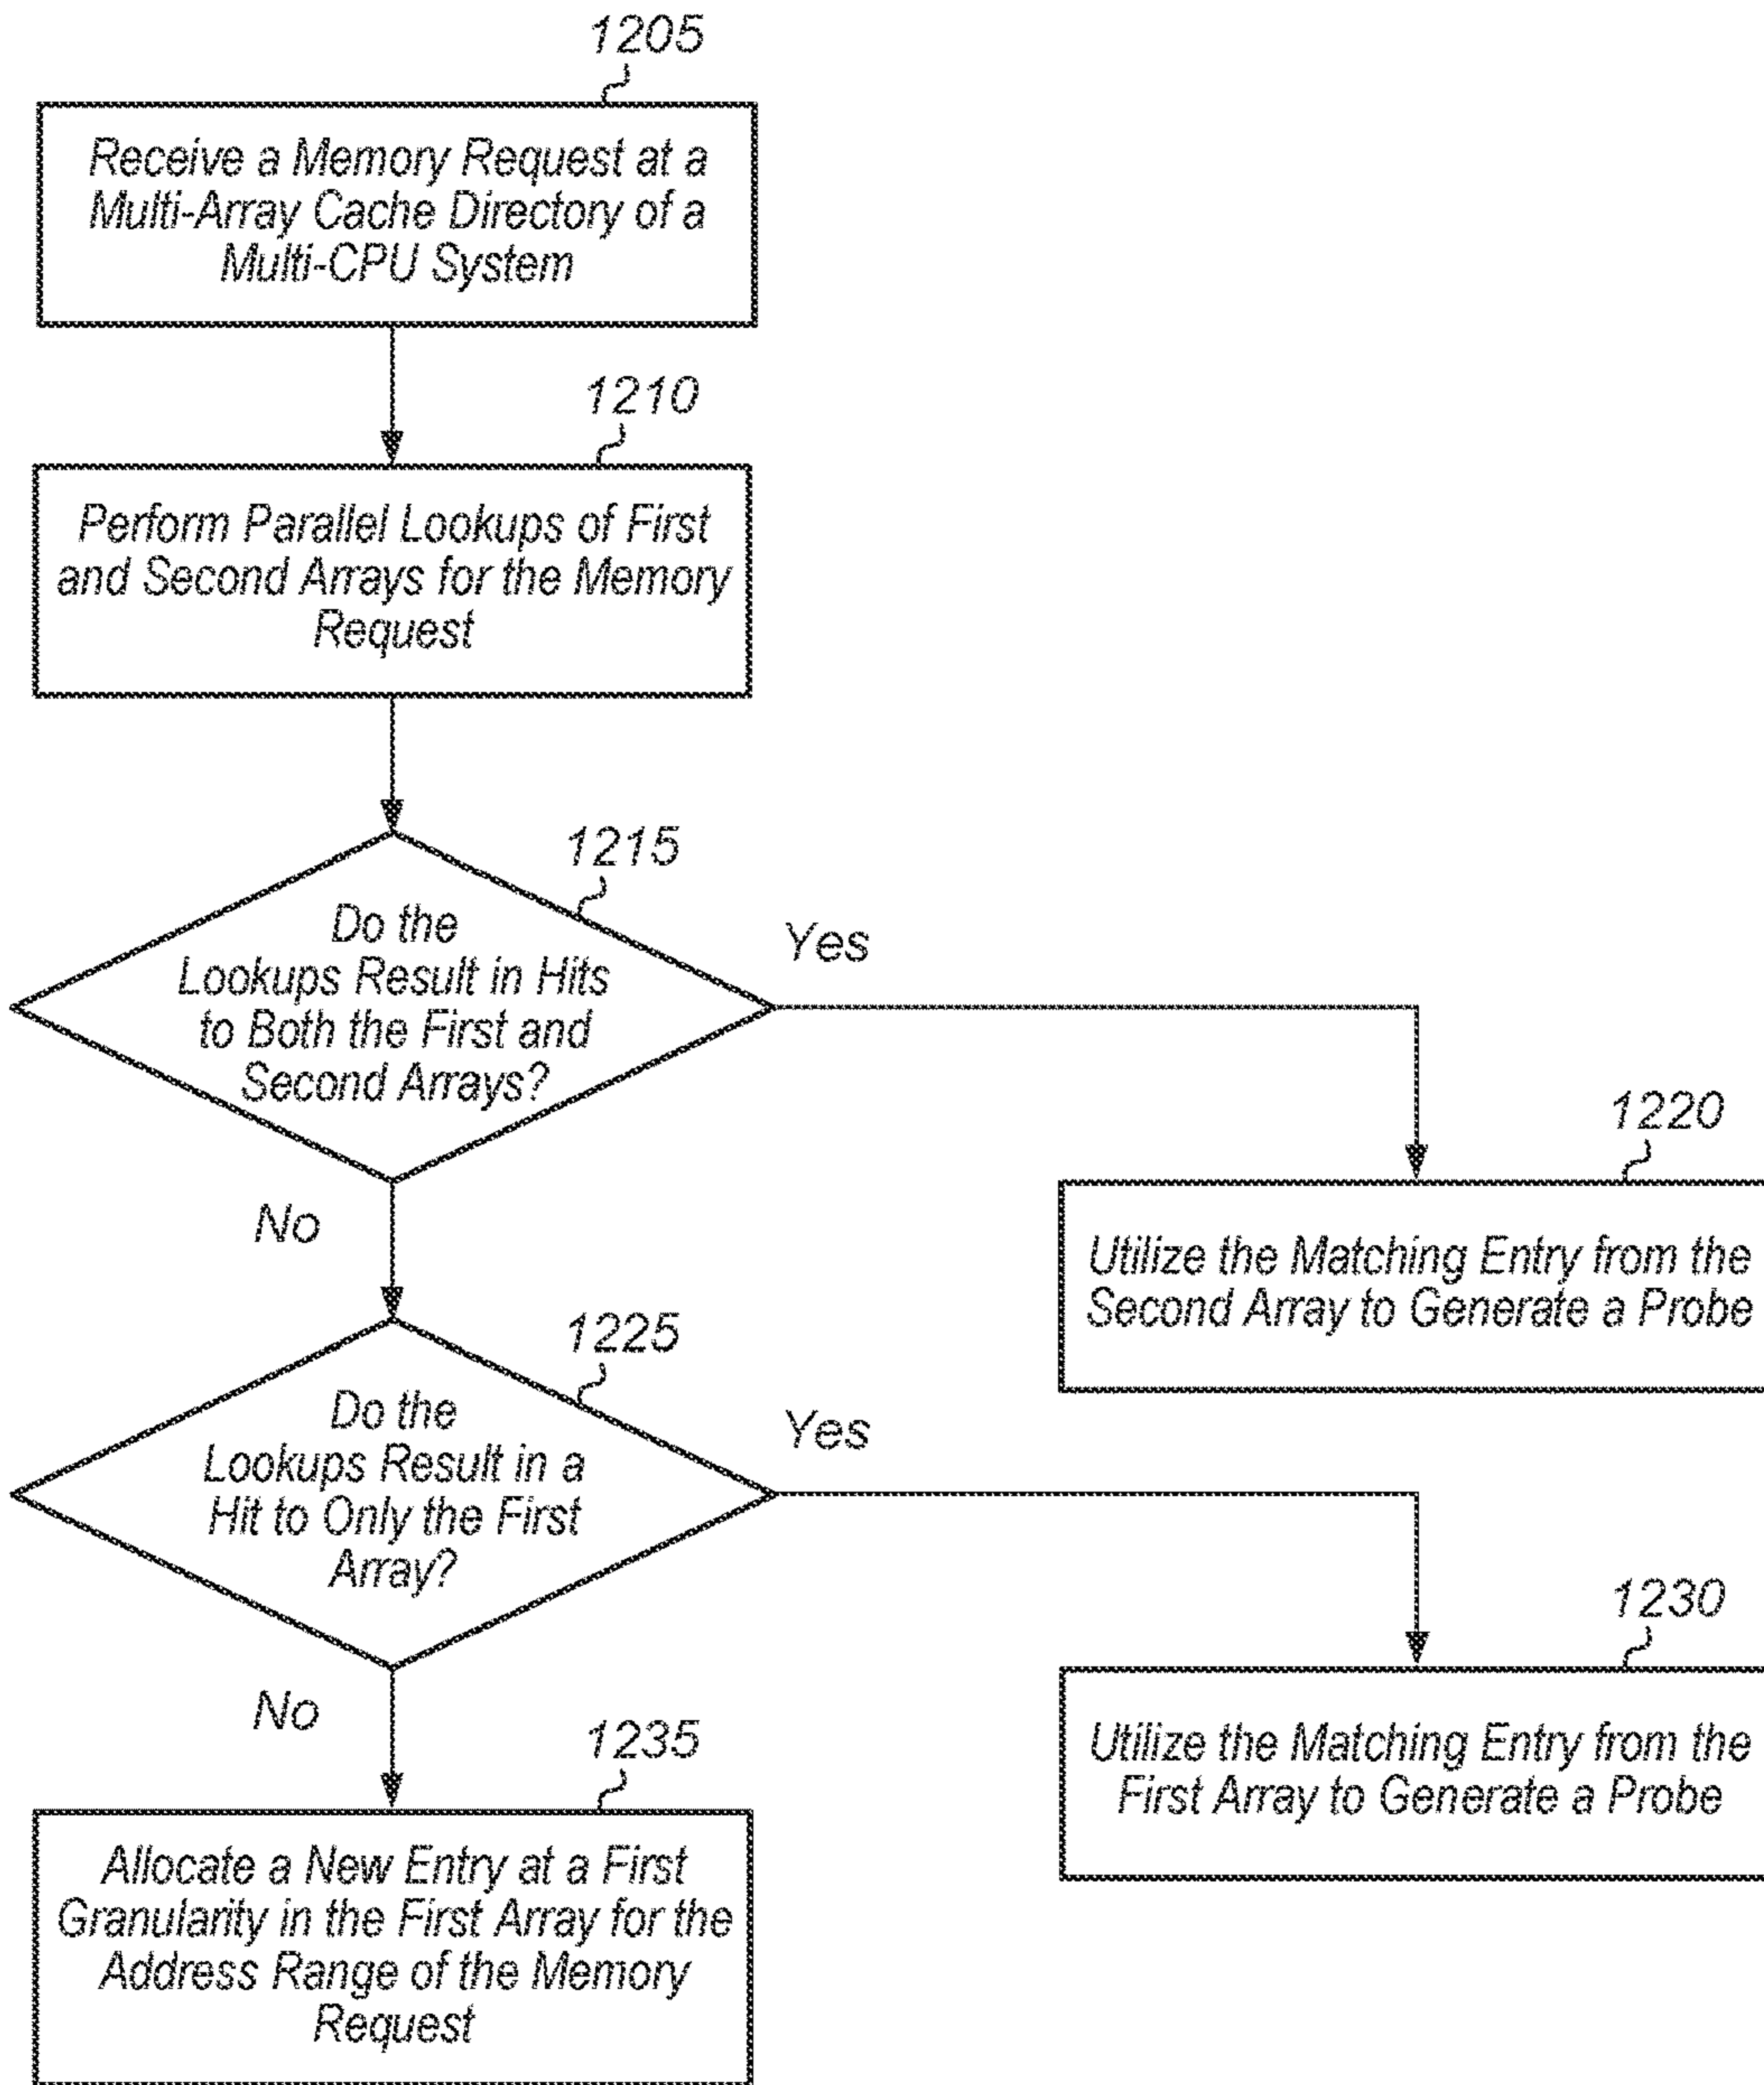 1205
Receive a Memory Request at a
Multi-Array Cache Directory of a
Multi-CPU System
1210
Perform Parallel Lookups of First
and Second Arrays for the Memory
Request
1215
Do the
Lookups Result in Hits
to Both the First and
Second Arrays?
Yes
No
1220
Utilize the Matching Entry from the
Second Array to Generate a Probe
1225
Do the
Lookups Result in a
Hit to Only the First
Array?
Yes
No
1230
Utilize the Matching Entry from the
First Array to Generate a Probe
1235
Allocate a New Entry at a First
Granularity in the First Array for the
Address Range of the Memory
Request